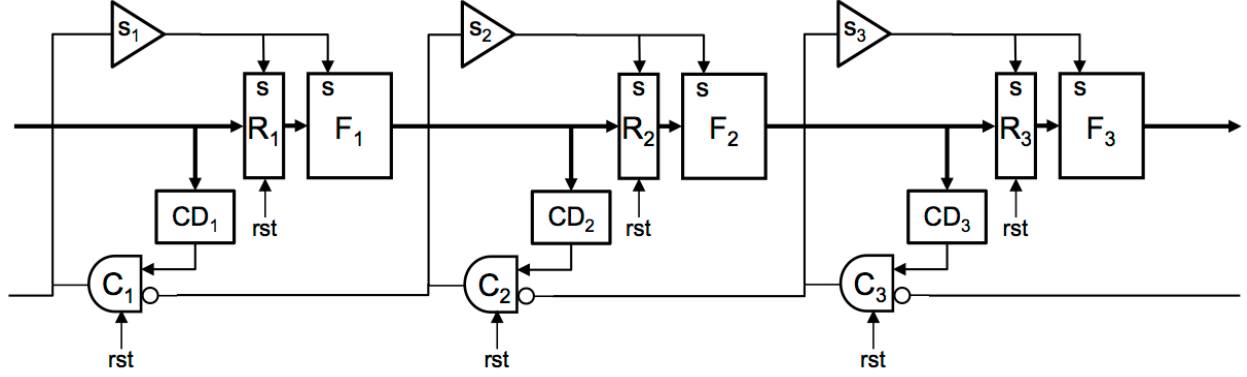 s₁ s₂ s₃
s s s s s s
R₁ F₁ R₂ F₂ R₃ F₃
CD₁ rst CD₂ rst CD₃ rst
C₁ C₂ C₃
rst rst rst